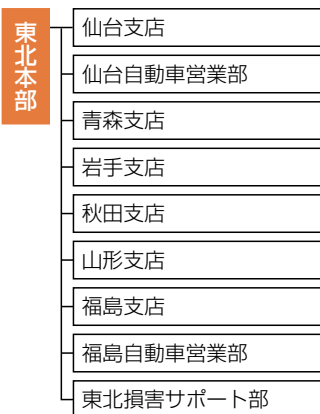 東北本部
仙台支店
仙台自動車営業部
青森支店
岩手支店
秋田支店
山形支店
福島支店
福島自動車営業部
東北損害サポート部